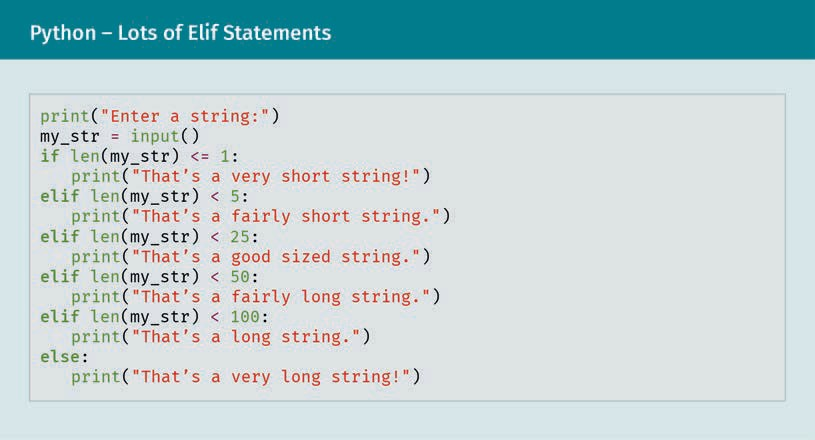 Python – Lots of Elif Statements
print("Enter a string:")
my_str = input()
if len(my_str) <= 1:
   print("That’s a very short string!")
elif len(my_str) < 5:
   print("That’s a fairly short string.")
elif len(my_str) < 25:
   print("That’s a good sized string.")
elif len(my_str) < 50:
   print("That’s a fairly long string.")
elif len(my_str) < 100:
   print("That’s a long string.")
else:
   print("That’s a very long string!")